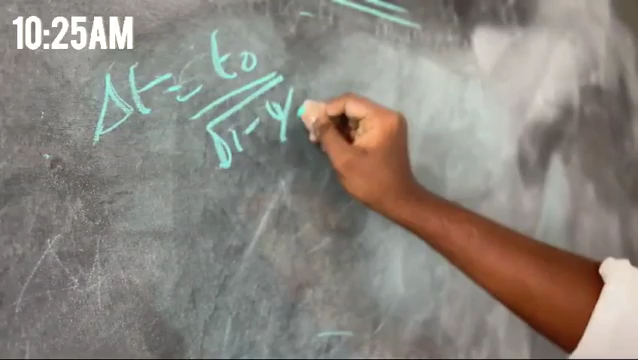 10:25AM
Δt = t₀
√1-v/